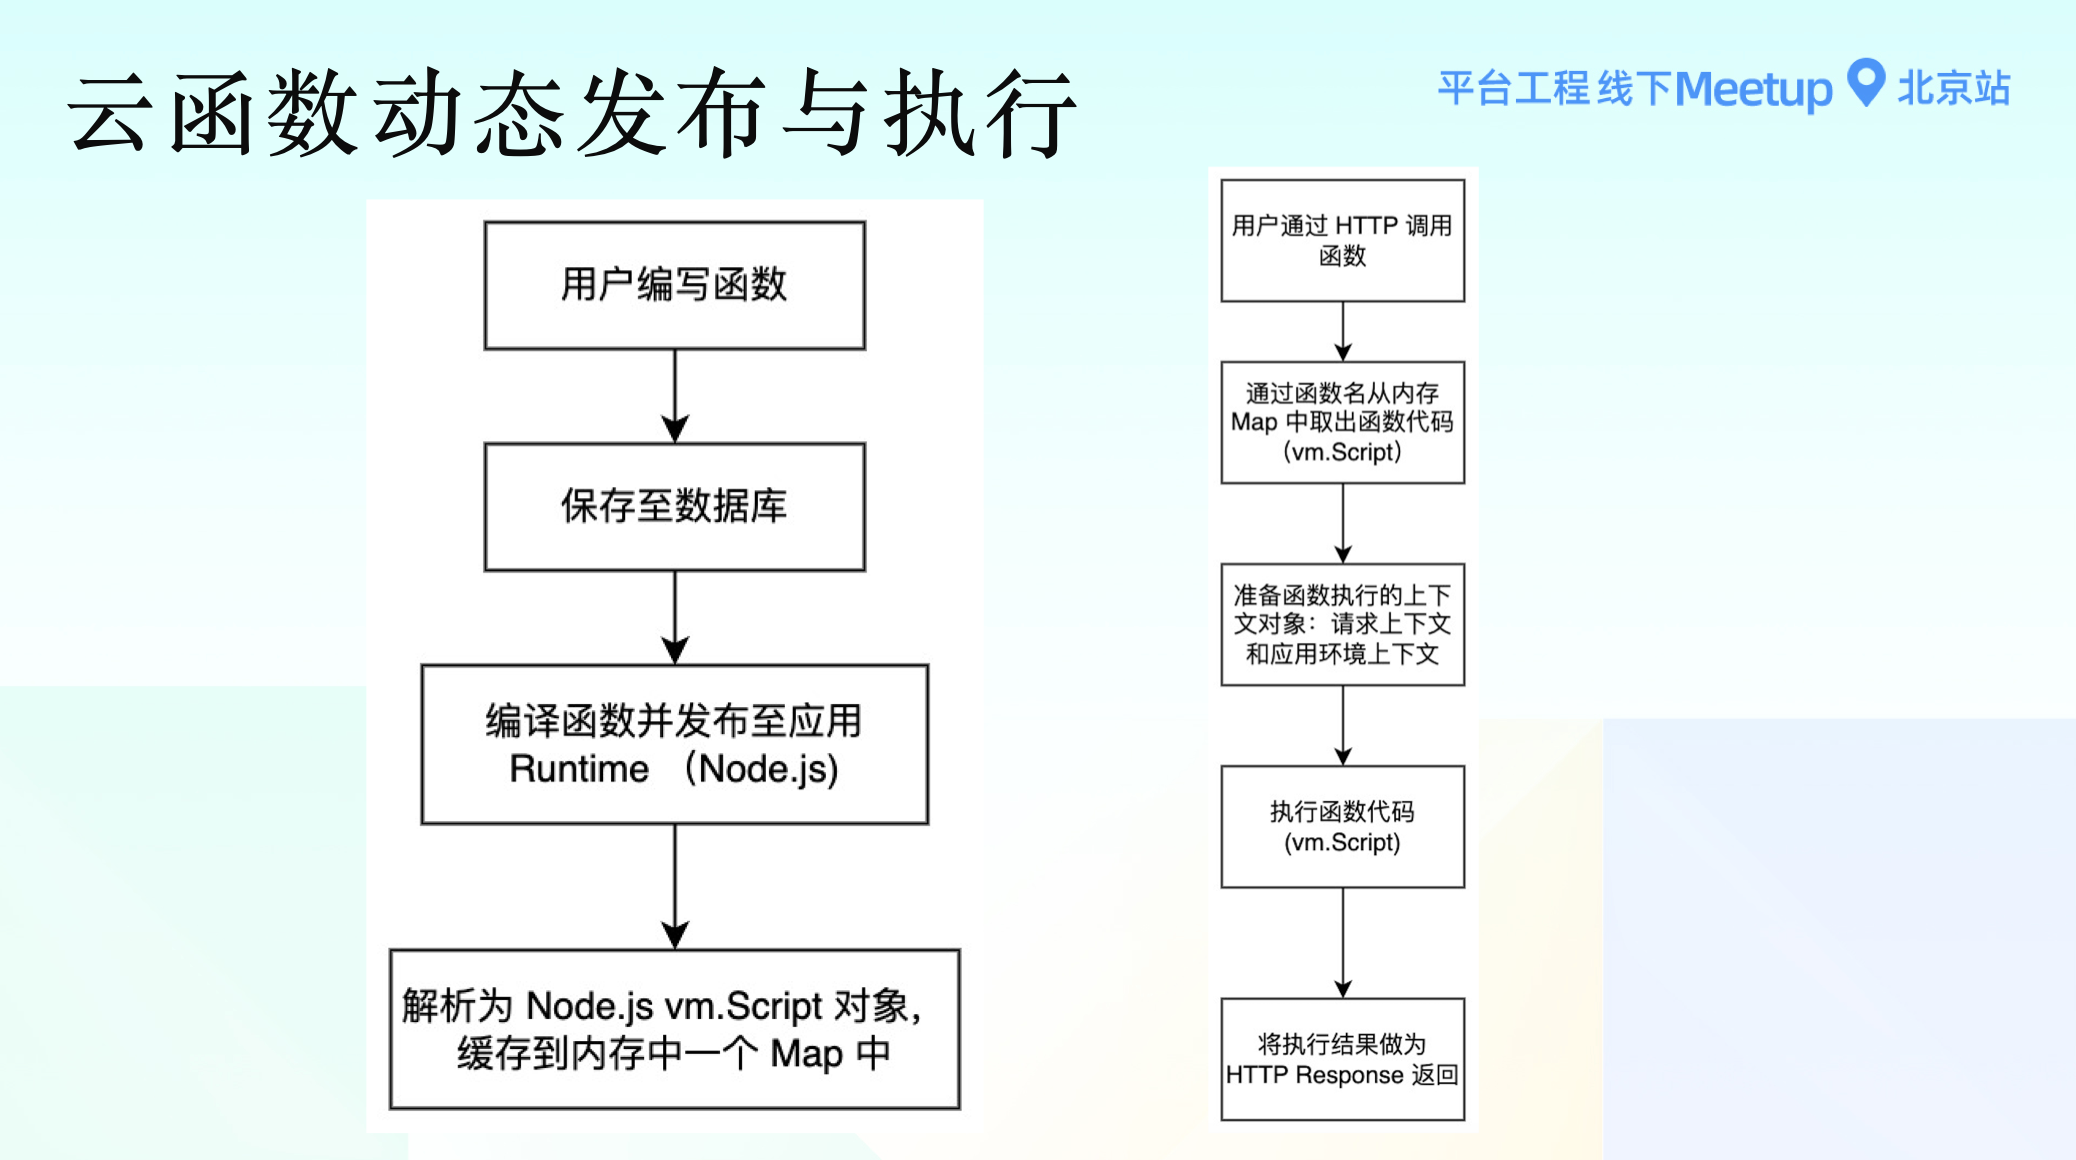 云函数动态发布与执行
平台工程 线下Meetup 北京站
用户编写函数
保存至数据库
编译函数并发布至应用
Runtime （Node.js)
解析为 Node.js vm.Script 对象，
缓存到内存中一个 Map 中
用户通过 HTTP 调用
函数
通过函数名从内存
Map 中取出函数代码
（vm.Script）
准备函数执行的上下
文对象：请求上下文
和应用环境上下文
执行函数代码
(vm.Script)
将执行结果做为
HTTP Response 返回